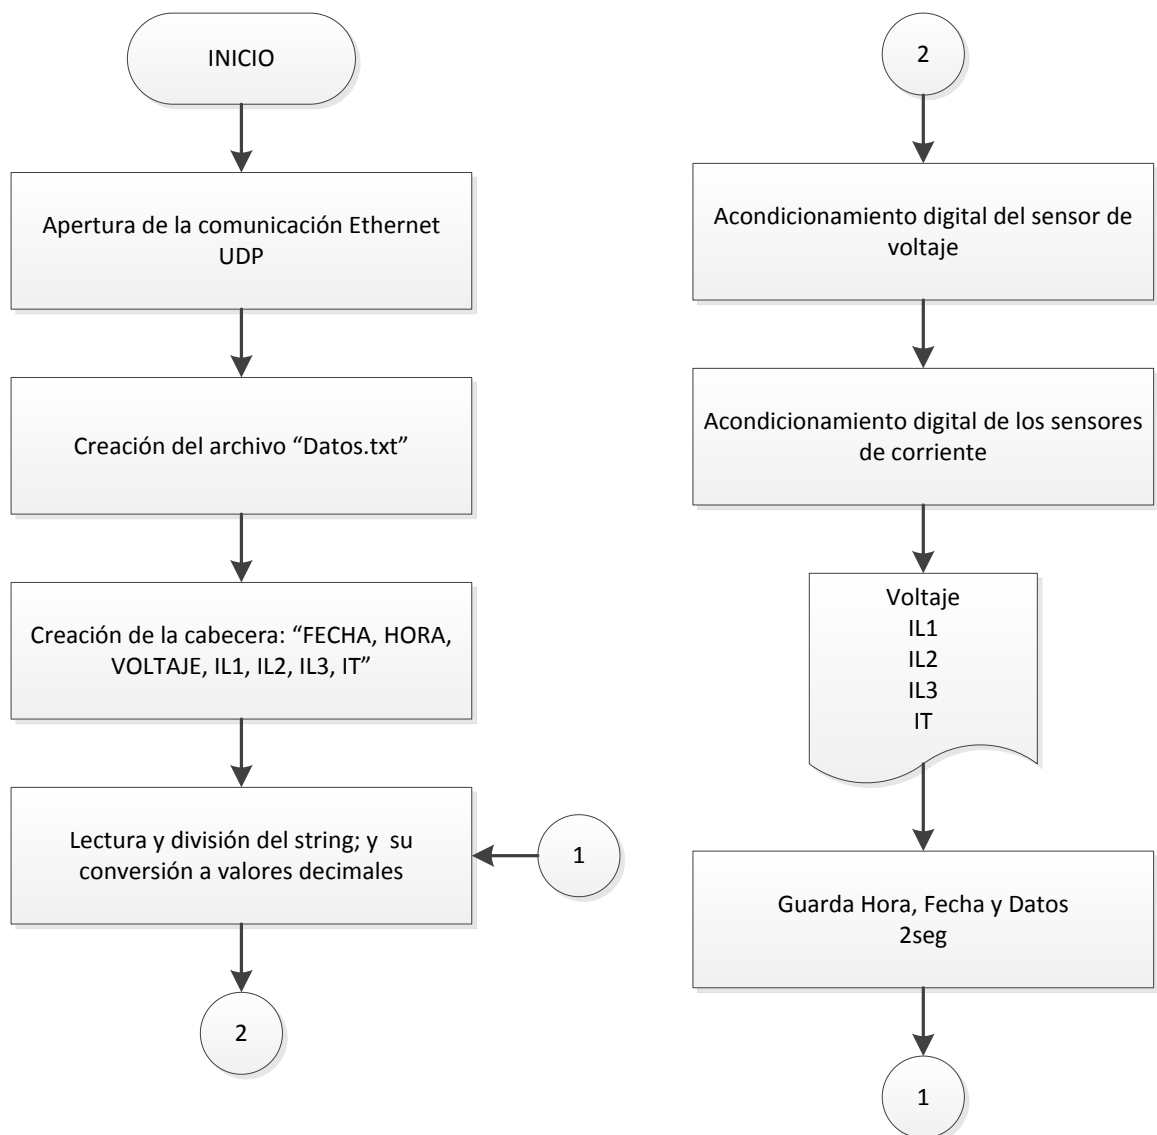 INICIO
Apertura de la comunicación Ethernet
UDP
Creación del archivo “Datos.txt”
Creación de la cabecera: “FECHA, HORA,
VOLTAJE, IL1, IL2, IL3, IT”
Lectura y división del string; y  su
conversión a valores decimales
1
2
2
Acondicionamiento digital del sensor de
voltaje
Acondicionamiento digital de los sensores
de corriente
Voltaje
IL1
IL2
IL3
IT
Guarda Hora, Fecha y Datos
2seg
1